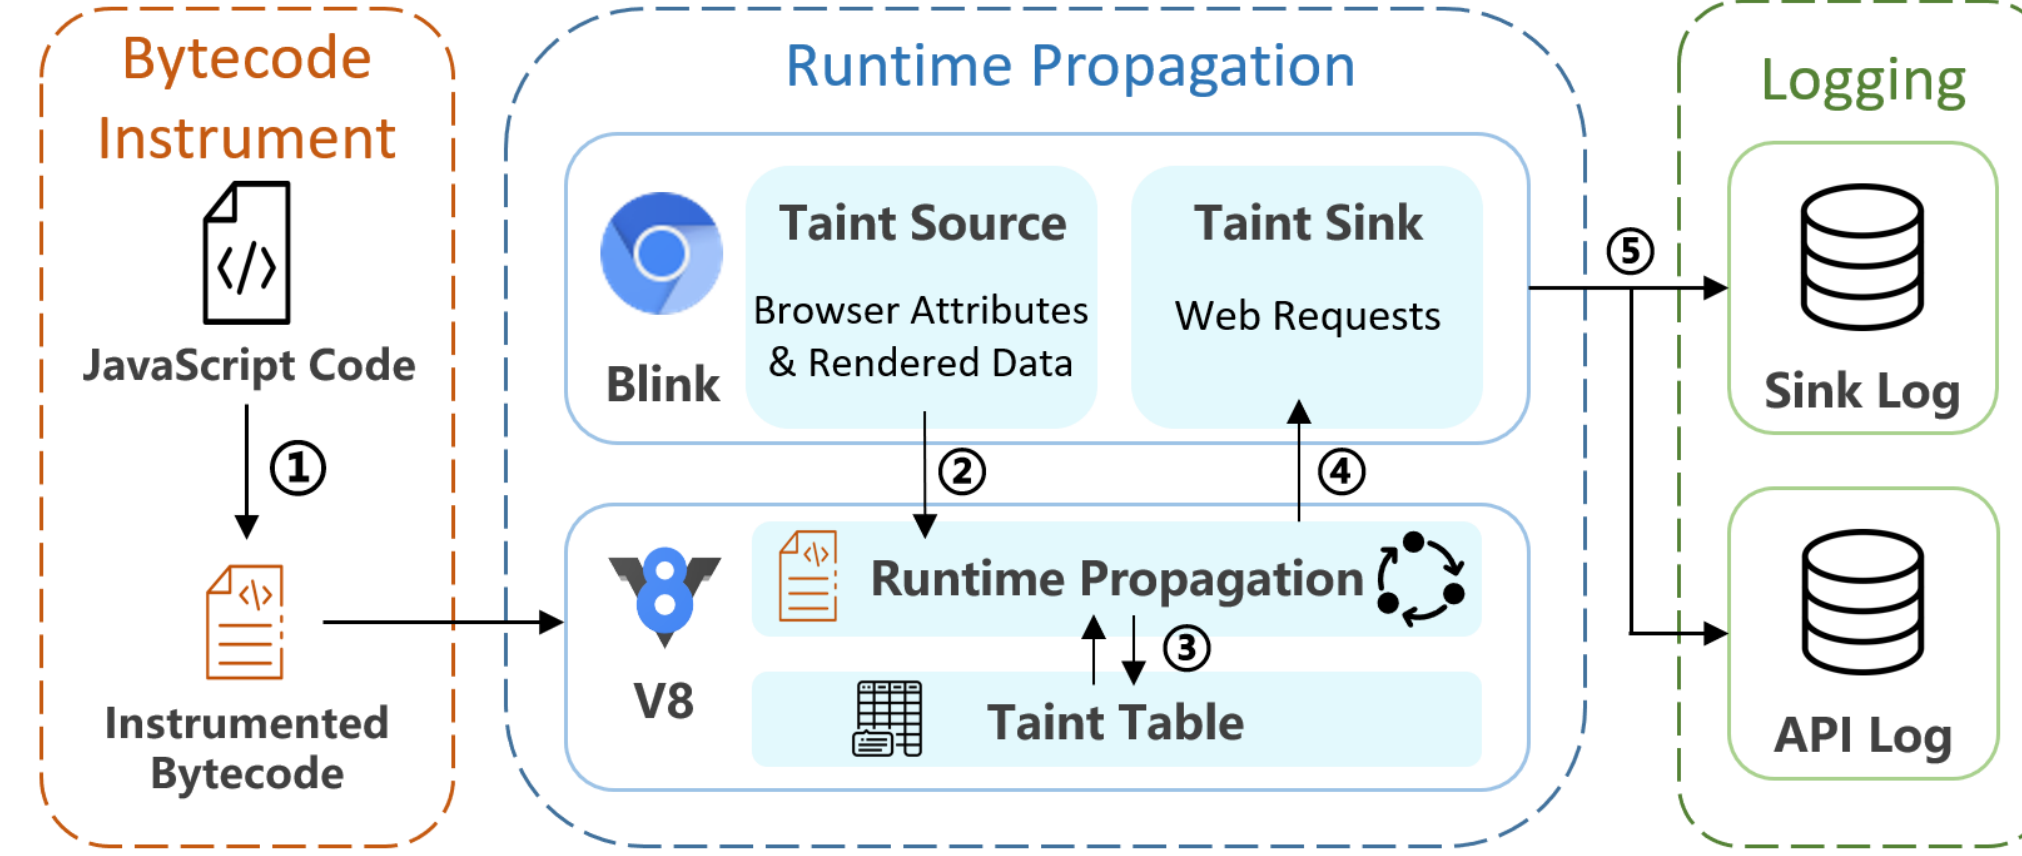 Bytecode
Instrument
</>
JavaScript Code
①
</>
Instrumented
Bytecode
Runtime Propagation
Blink
Taint Source
Browser Attributes
& Rendered Data
Taint Sink
Web Requests
②
④
8
V8
</>
Runtime Propagation
③
Taint Table
⑤
Logging
Sink Log
API Log